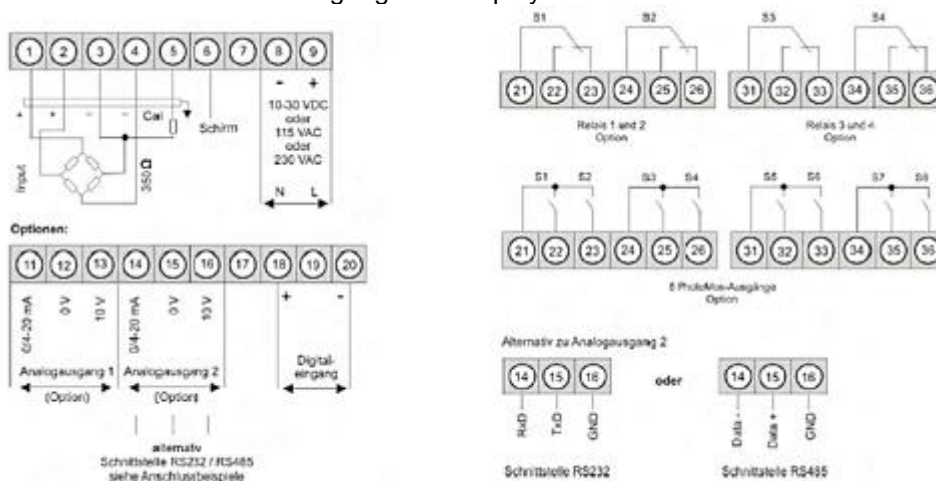 1 2 3 4 5 6 7 8 9
- +
+ + - - Cal Schirm
10-30 VDC
oder
115 VAC
oder
230 VAC
Input
350Ω
N L
Optionen:
11 12 13 14 15 16 17 18 19 20
0/4-20 mA 0 V 10 V 0/4-20 mA 0 V 10 V + -
Analogausgang 1 Analogausgang 2
(Option) (Option)
Digital-
eingang
alternativ
Schnittstelle RS232 / RS485
siehe Anschlussbeispiele
S1 S2 S3 S4
21 22 23 24 25 26 31 32 33 34 35 36
Relais 1 und 2 Relais 3 und 4
Option Option
S1 S2 S3 S4 S5 S6 S7 S8
21 22 23 24 25 26 31 32 33 34 35 36
8 PhotoMos-Ausgänge
Option
Alternativ zu Analogausgang 2
14 15 16 oder 14 15 16
RxD TxD GND Data - Data + GND
Schnittstelle RS232 Schnittstelle RS485